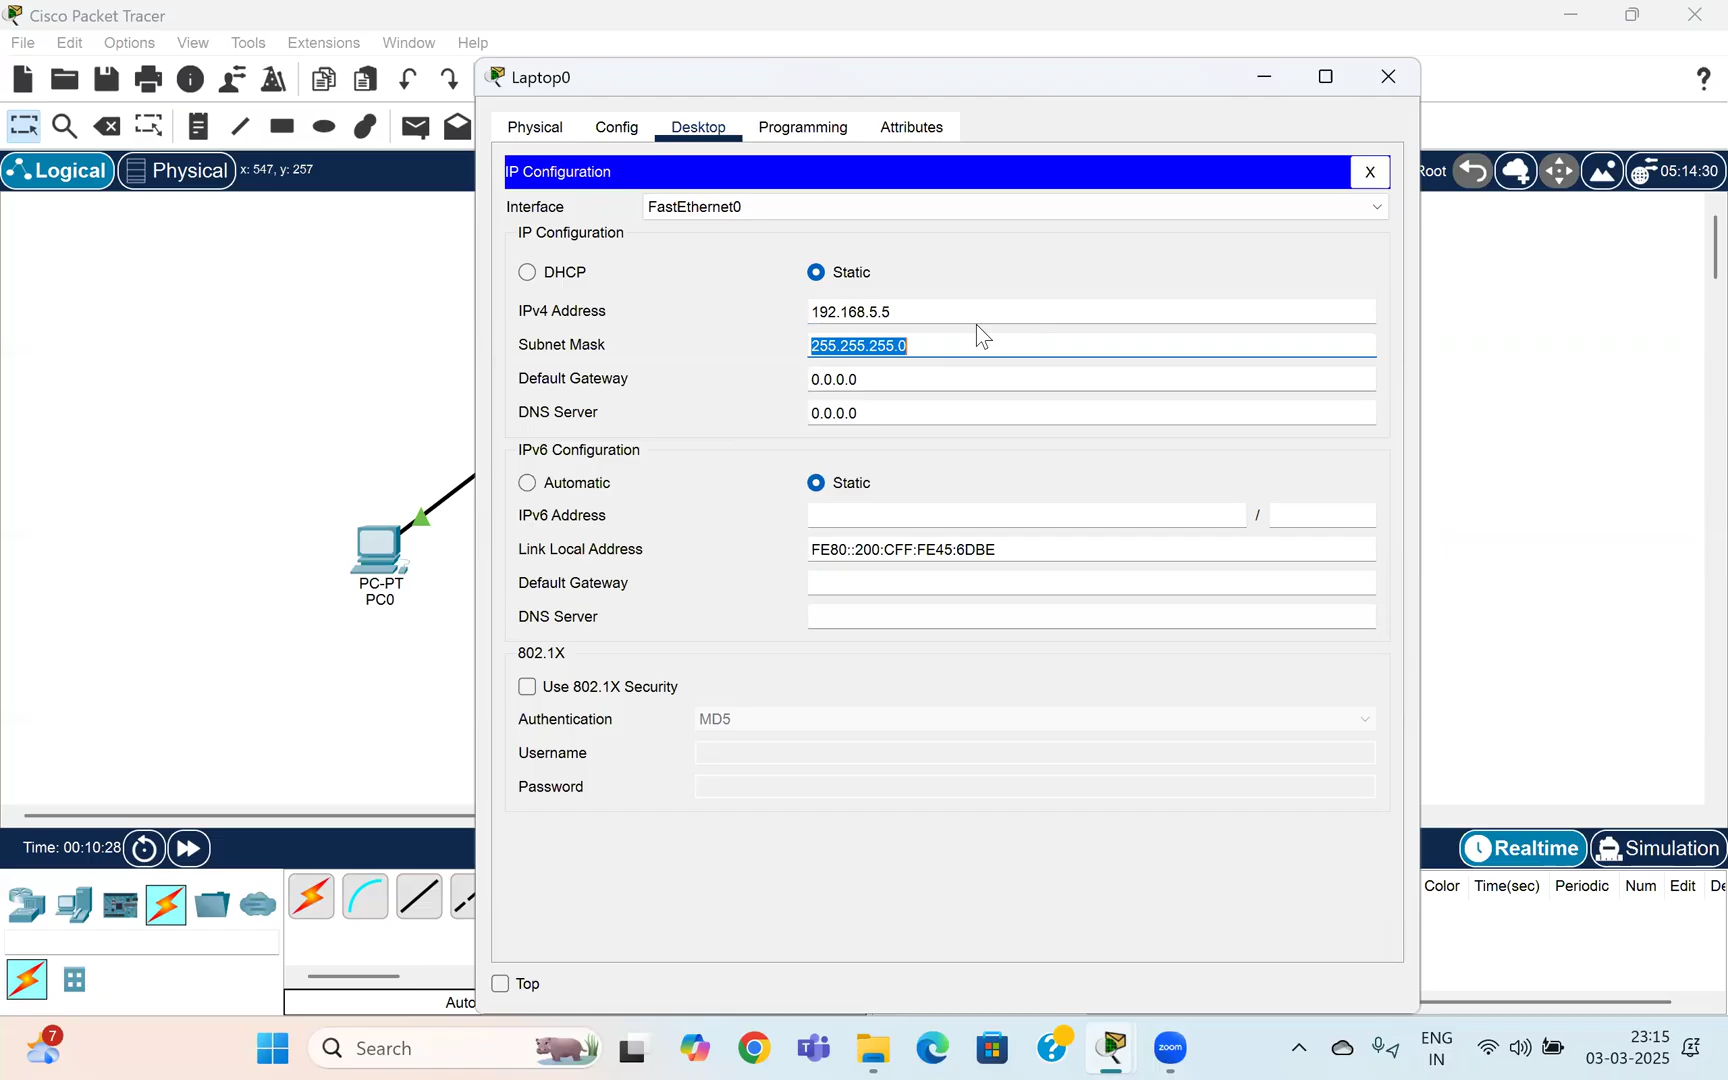 Cisco Packet Tracer
File Edit Options View Tools Extensions Window Help
Laptop0
Physical Config Desktop Programming Attributes
Logical Physical x: 547, y: 257
Root 05:14:30
IP Configuration X
Interface FastEthernet0
IP Configuration
DHCP Static
IPv4 Address 192.168.5.5
Subnet Mask 255.255.255.0
Default Gateway 0.0.0.0
DNS Server 0.0.0.0
IPv6 Configuration
Automatic Static
IPv6 Address /
Link Local Address FE80::200:CFF:FE45:6DBE
Default Gateway
DNS Server
PC-PT
PC0
802.1X
Use 802.1X Security
Authentication MD5
Username
Password
Time: 00:10:28
Realtime Simulation
Color Time(sec) Periodic Num Edit De
Top
Auto
7
Search
zoom
ENG
IN
23:15
03-03-2025